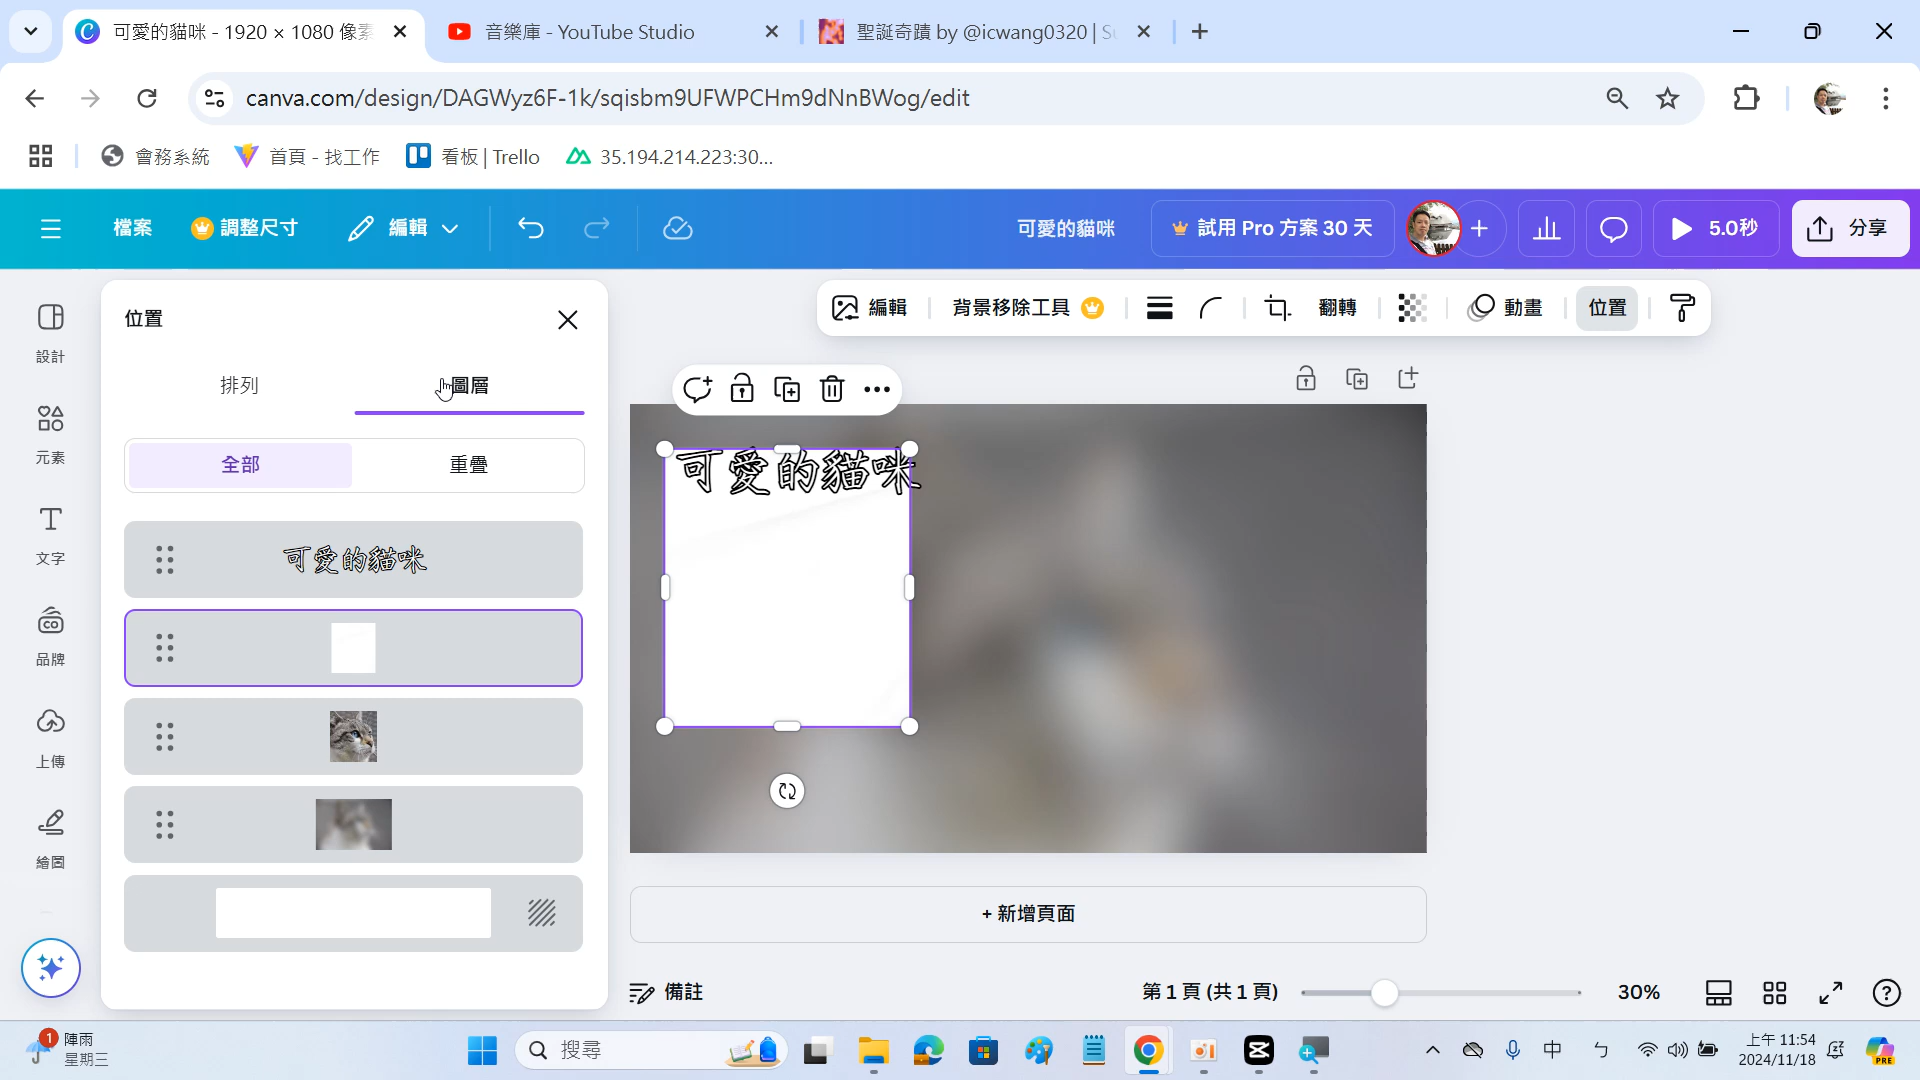 可愛的貓咪 - 1920 × 1080 像素
音樂庫 - YouTube Studio
聖誕奇蹟 by @icwang0320 | Su
canva.com/design/DAGWyz6F-1k/sqisbm9UFWPCHm9dNnBWog/edit
會務系統
首頁 - 找工作
看板 | Trello
35.194.214.223:30...
檔案
調整尺寸
編輯
可愛的貓咪
試用 Pro 方案 30 天
5.0秒
分享
設計
元素
文字
品牌
上傳
繪圖
位置
排列
圖層
全部
重疊
可愛的貓咪
編輯
背景移除工具
翻轉
動畫
位置
可愛的貓咪
+ 新增頁面
備註
第 1 頁 (共 1 頁)
30%
1
陣雨
星期三
搜尋
中
ㄅ
上午 11:54
2024/11/18
PRE